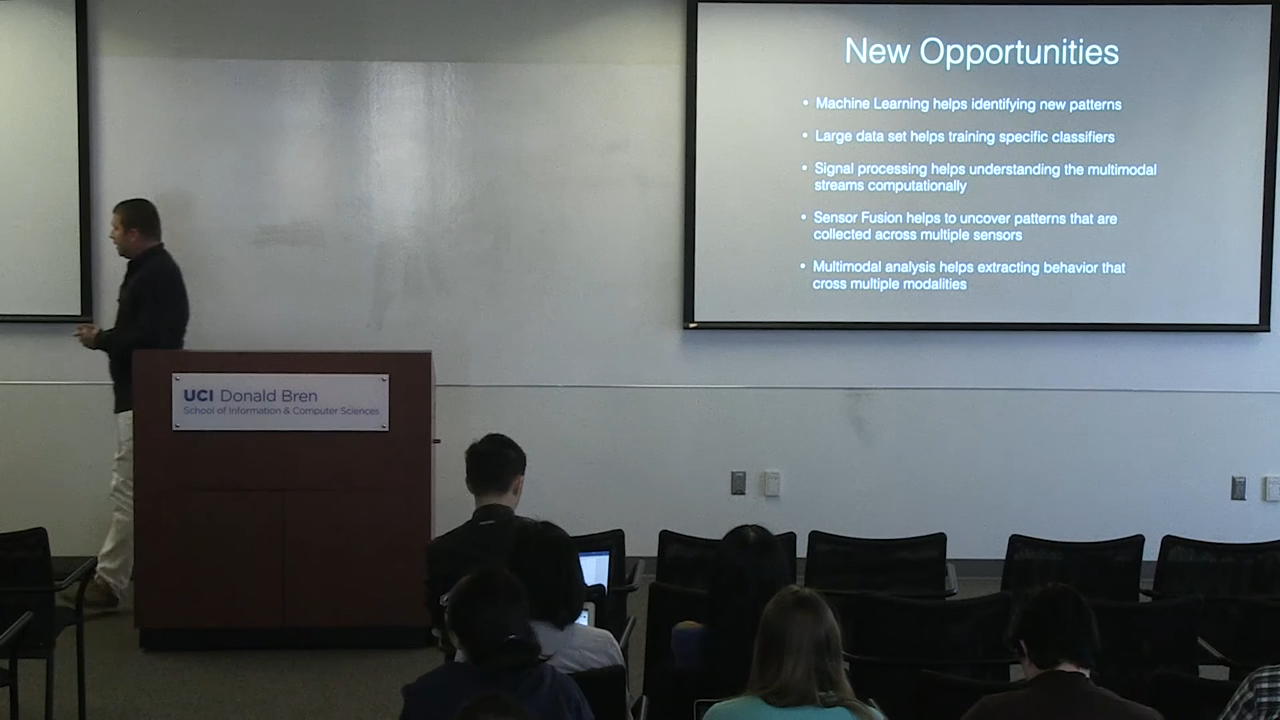 New Opportunities
• Machine Learning helps identifying new patterns
• Large data set helps training specific classifiers
• Signal processing helps understanding the multimodal
streams computationally
• Sensor Fusion helps to uncover patterns that are
collected across multiple sensors
• Multimodal analysis helps extracting behavior that
cross multiple modalities
UCI Donald Bren
School of Information & Computer Sciences